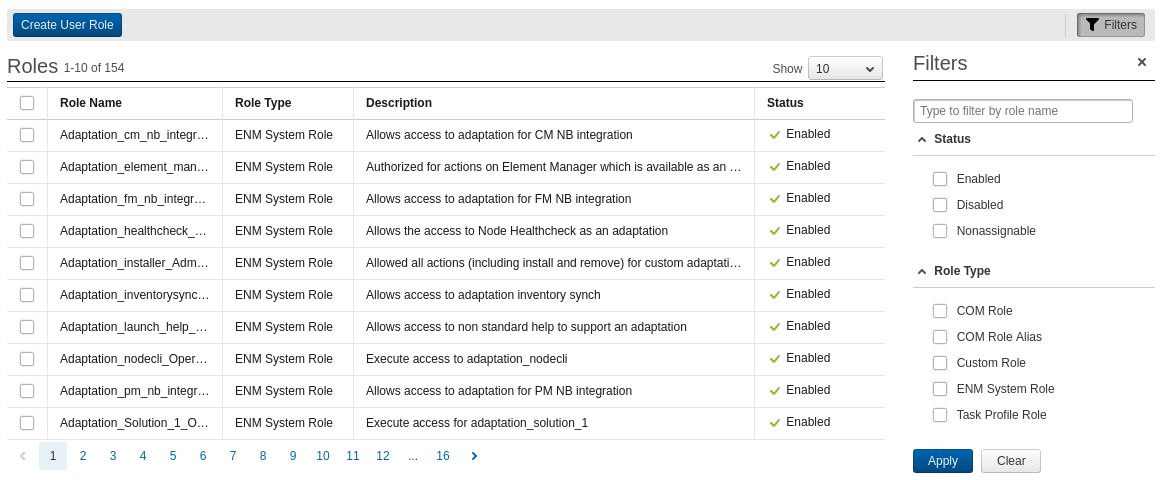 Create User Role
Filters
Roles 1-10 of 154
Show 10
Role Name Role Type Description Status
Adaptation_cm_nb_integr... ENM System Role Allows access to adaptation for CM NB integration Enabled
Adaptation_element_man... ENM System Role Authorized for actions on Element Manager which is available as an ... Enabled
Adaptation_fm_nb_integr... ENM System Role Allows access to adaptation for FM NB integration Enabled
Adaptation_healthcheck_... ENM System Role Allows the access to Node Healthcheck as an adaptation Enabled
Adaptation_installer_Adm... ENM System Role Allowed all actions (including install and remove) for custom adaptati... Enabled
Adaptation_inventorysync... ENM System Role Allows access to adaptation inventory synch Enabled
Adaptation_launch_help_... ENM System Role Allows access to non standard help to support an adaptation Enabled
Adaptation_nodecli_Oper... ENM System Role Execute access to adaptation_nodecli Enabled
Adaptation_pm_nb_integr... ENM System Role Allows access to adaptation for PM NB integration Enabled
Adaptation_Solution_1_O... ENM System Role Execute access for adaptation_solution_1 Enabled
1 2 3 4 5 6 7 8 9 10 11 12 ... 16
Filters
Type to filter by role name
Status
Enabled
Disabled
Nonassignable
Role Type
COM Role
COM Role Alias
Custom Role
ENM System Role
Task Profile Role
Apply Clear